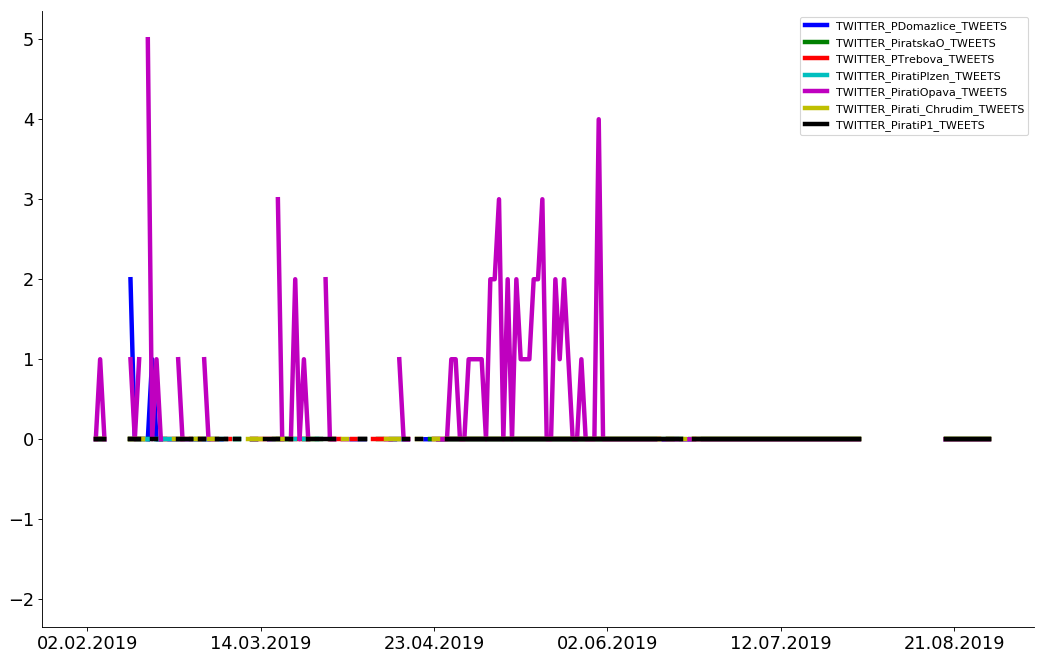 TWITTER_PDomazlice_TWEETS
TWITTER_PiratskaO_TWEETS
TWITTER_PTrebova_TWEETS
TWITTER_PiratiPlzen_TWEETS
TWITTER_PiratiOpava_TWEETS
TWITTER_Pirati_Chrudim_TWEETS
TWITTER_PiratiP1_TWEETS
5
4
3
2
1
0
−1
−2
02.02.2019 14.03.2019 23.04.2019 02.06.2019 12.07.2019 21.08.2019